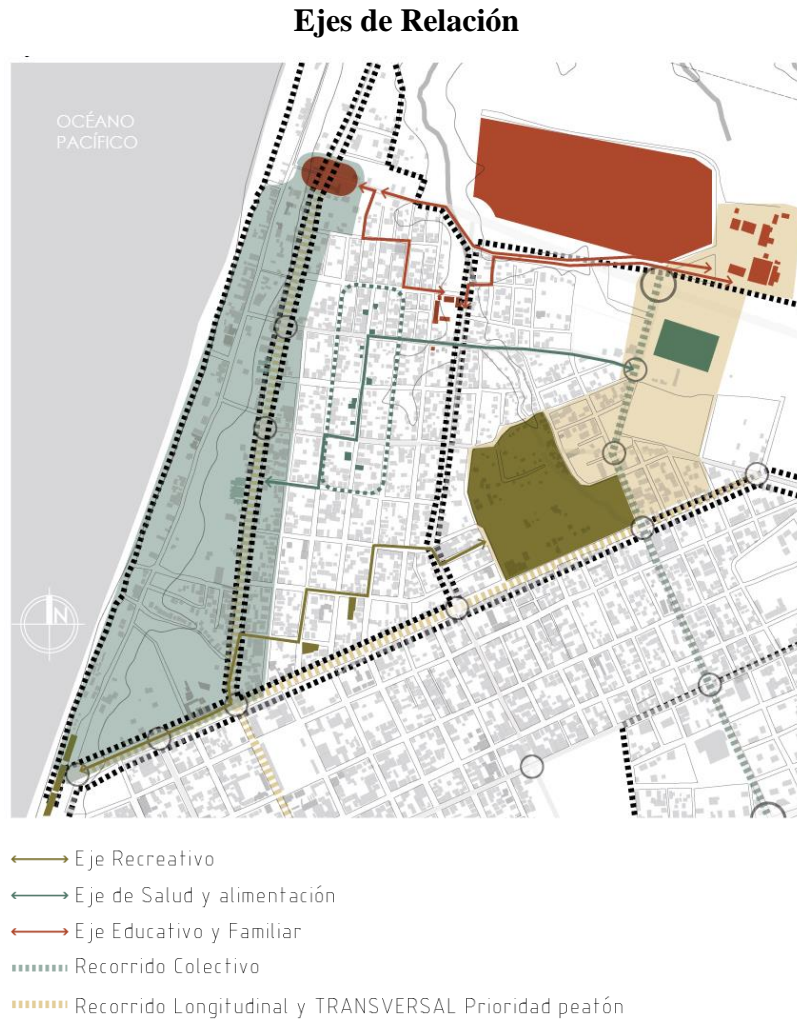 Ejes de Relación
OCÉANO
PACÍFICO
N
Eje Recreativo
Eje de Salud y alimentación
Eje Educativo y Familiar
Recorrido Colectivo
Recorrido Longitudinal y TRANSVERSAL Prioridad peatón